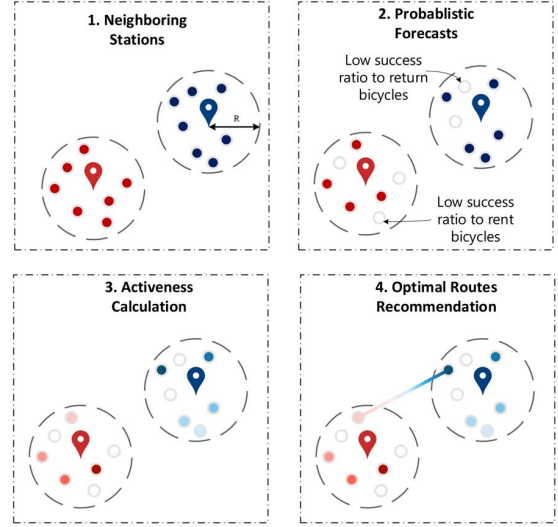 1. Neighboring
Stations
R
2. Probablistic
Forecasts
Low success
ratio to return
bicycles
Low success
ratio to rent
bicycles
3. Activeness
Calculation
4. Optimal Routes
Recommendation